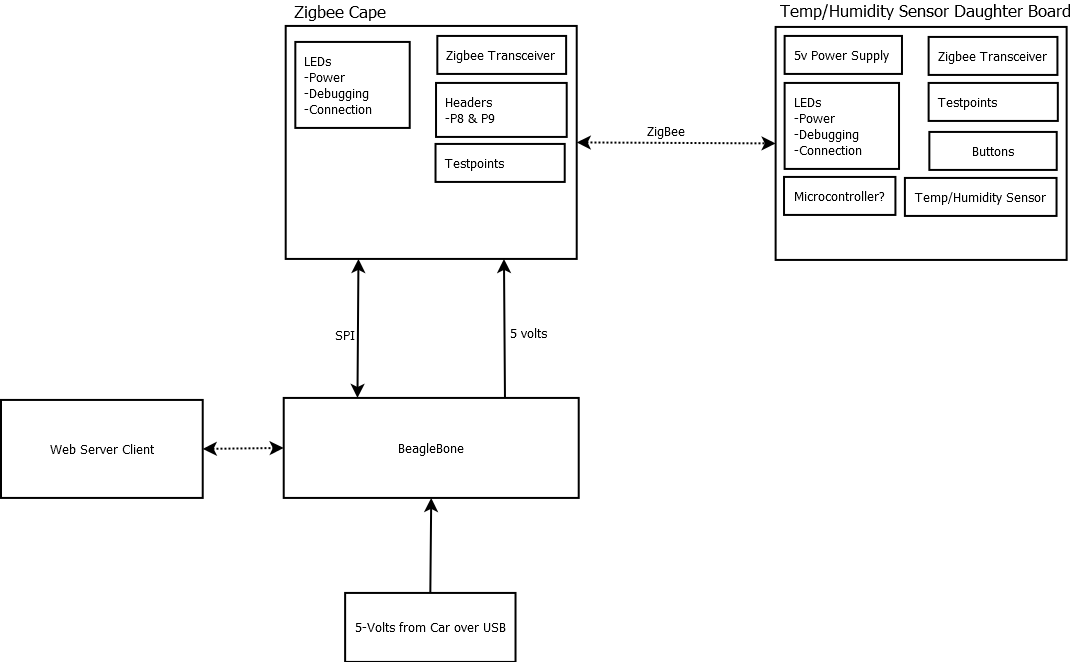 Zigbee Cape
LEDs
-Power
-Debugging
-Connection
Zigbee Transceiver
Headers
-P8 & P9
Testpoints
ZigBee
Temp/Humidity Sensor Daughter Board
5v Power Supply
Zigbee Transceiver
LEDs
-Power
-Debugging
-Connection
Testpoints
Buttons
Microcontroller?
Temp/Humidity Sensor
SPI
5 volts
Web Server Client
BeagleBone
5-Volts from Car over USB